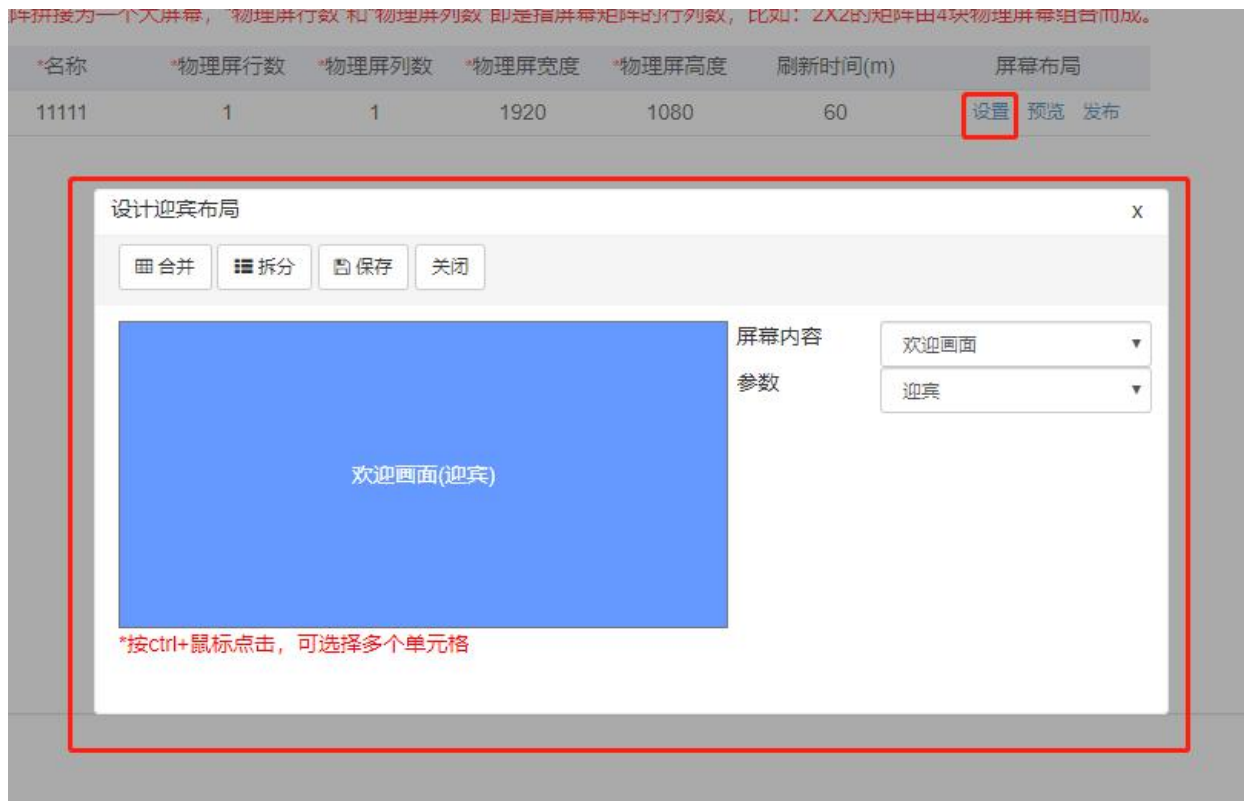 阵拼接为一个大屏幕，"物理屏行数"和"物理屏列数"即是指屏幕矩阵的行列数，比如：2X2的矩阵由4块物理屏幕组合而成。
*名称 *物理屏行数 *物理屏列数 *物理屏宽度 *物理屏高度 刷新时间(m) 屏幕布局
11111 1 1 1920 1080 60 设置 预览 发布
设计迎宾布局 x
合并 拆分 保存 关闭
屏幕内容 欢迎画面
参数 迎宾
欢迎画面(迎宾)
*按ctrl+鼠标点击，可选择多个单元格